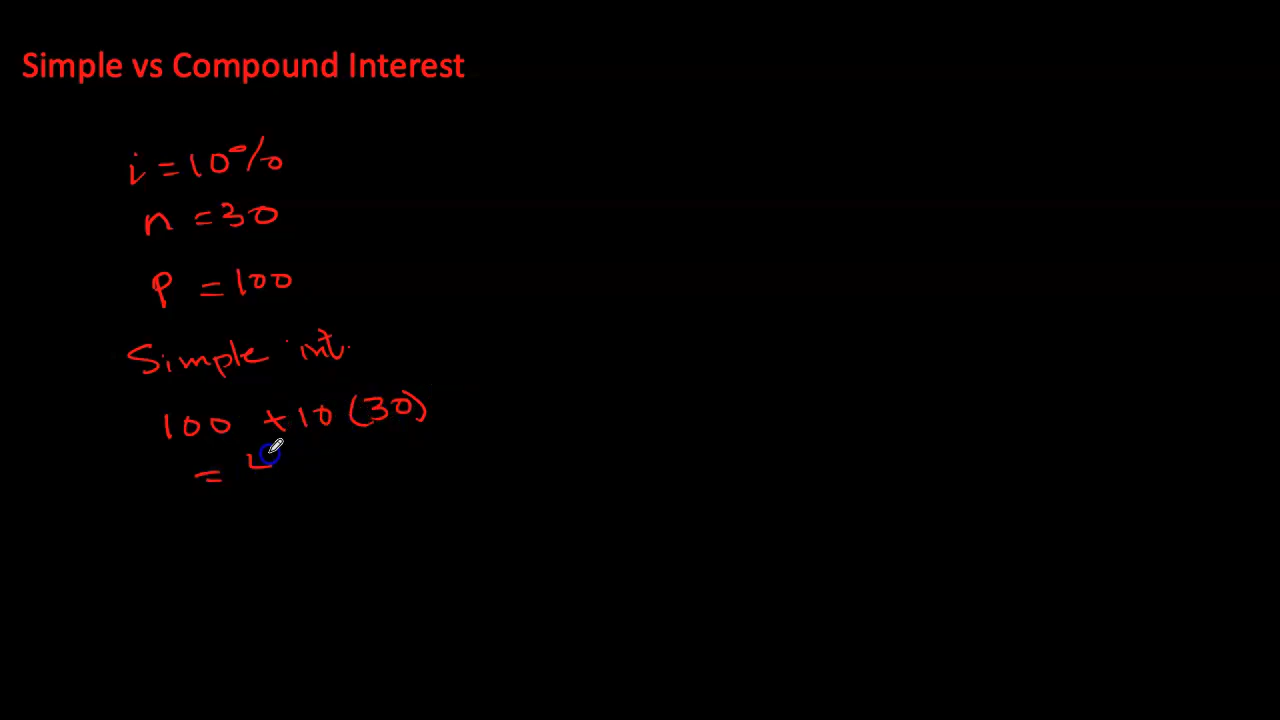 Simple vs Compound Interest
i = 10%
n = 30
P = 100
Simple int.
100 + 10 (30)
=